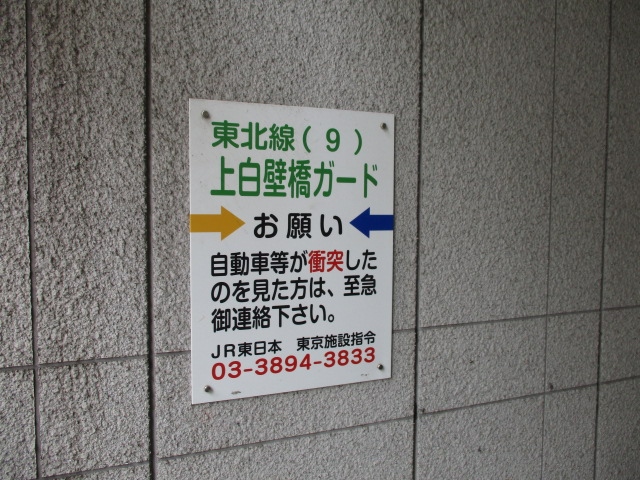 東北線(9)
上白壁橋ガード
お願い
自動車等が衝突した
のを見た方は、至急
御連絡下さい。
JR東日本 東京施設指令
03-3894-3833